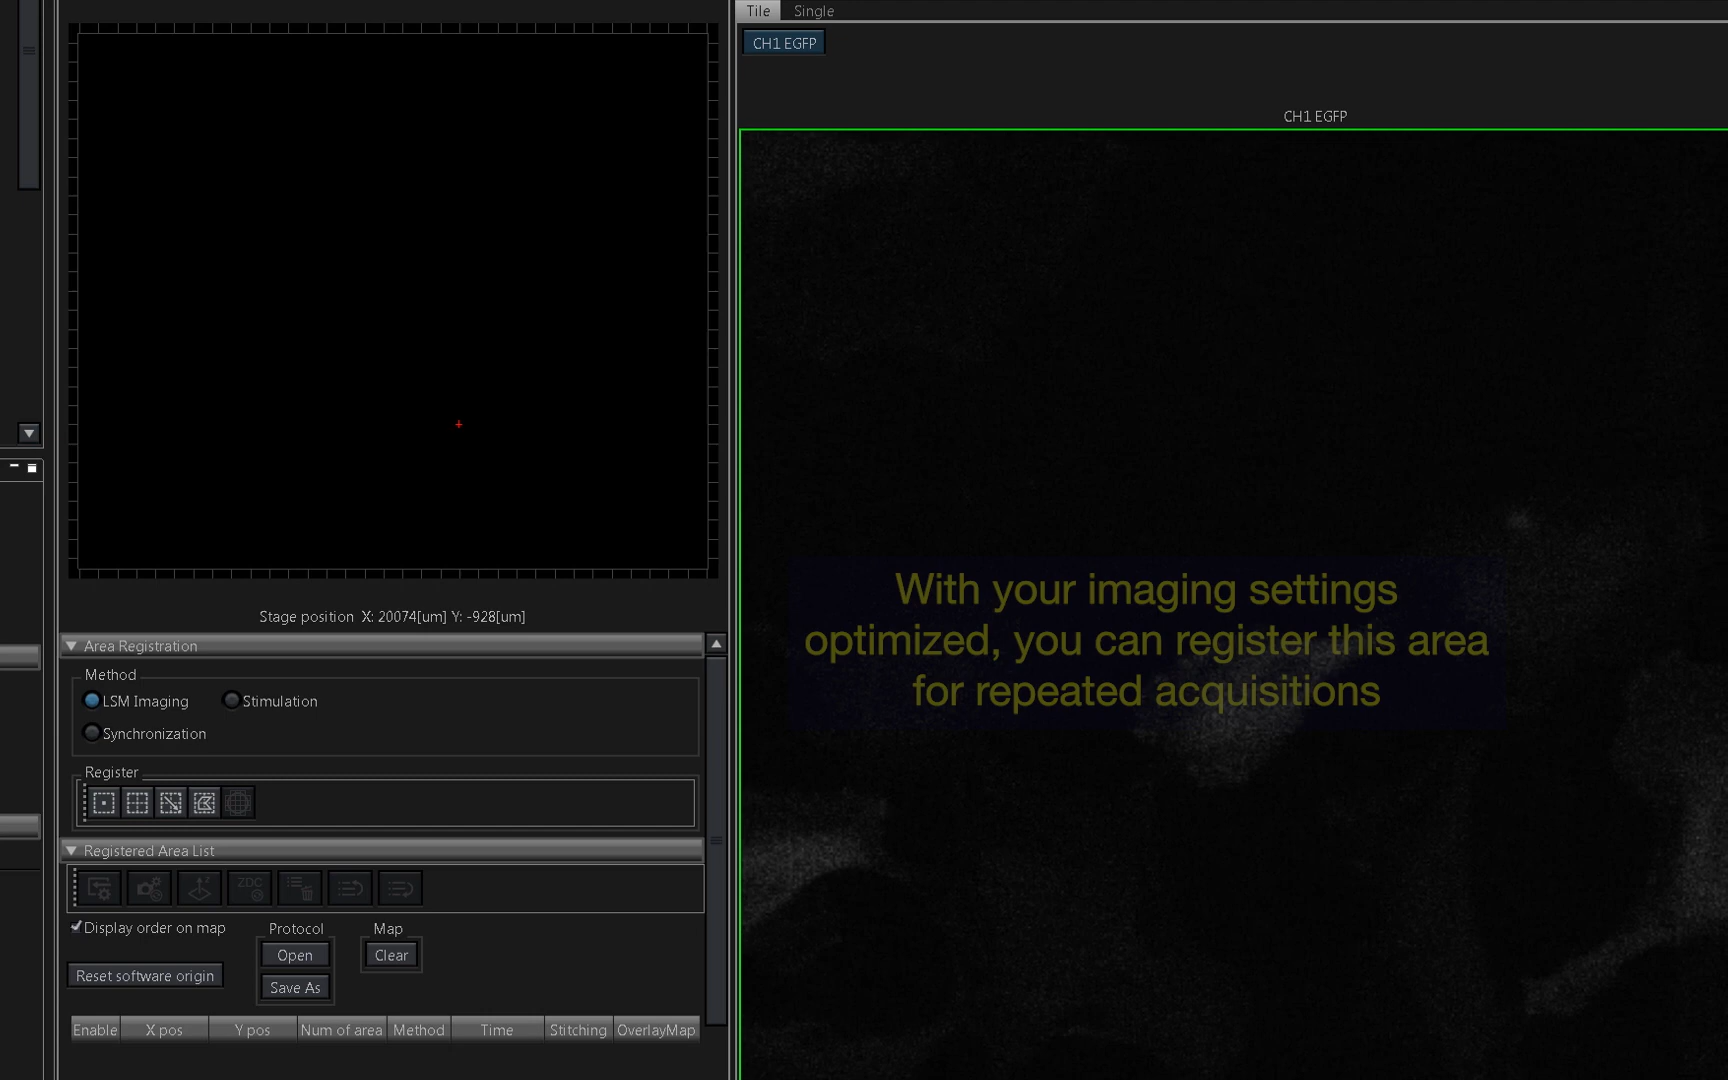 Tile Single
CH1 EGFP
CH1 EGFP
With your imaging settings
optimized, you can register this area
for repeated acquisitions
Stage position X: 20074[um] Y: -928[um]
Area Registration
Method
LSM Imaging Stimulation
Synchronization
Register
Registered Area List
ZDC
Display order on map
Protocol Map
Open Clear
Reset software origin
Save As
Enable X pos Y pos Num of area Method Time Stitching OverlayMap